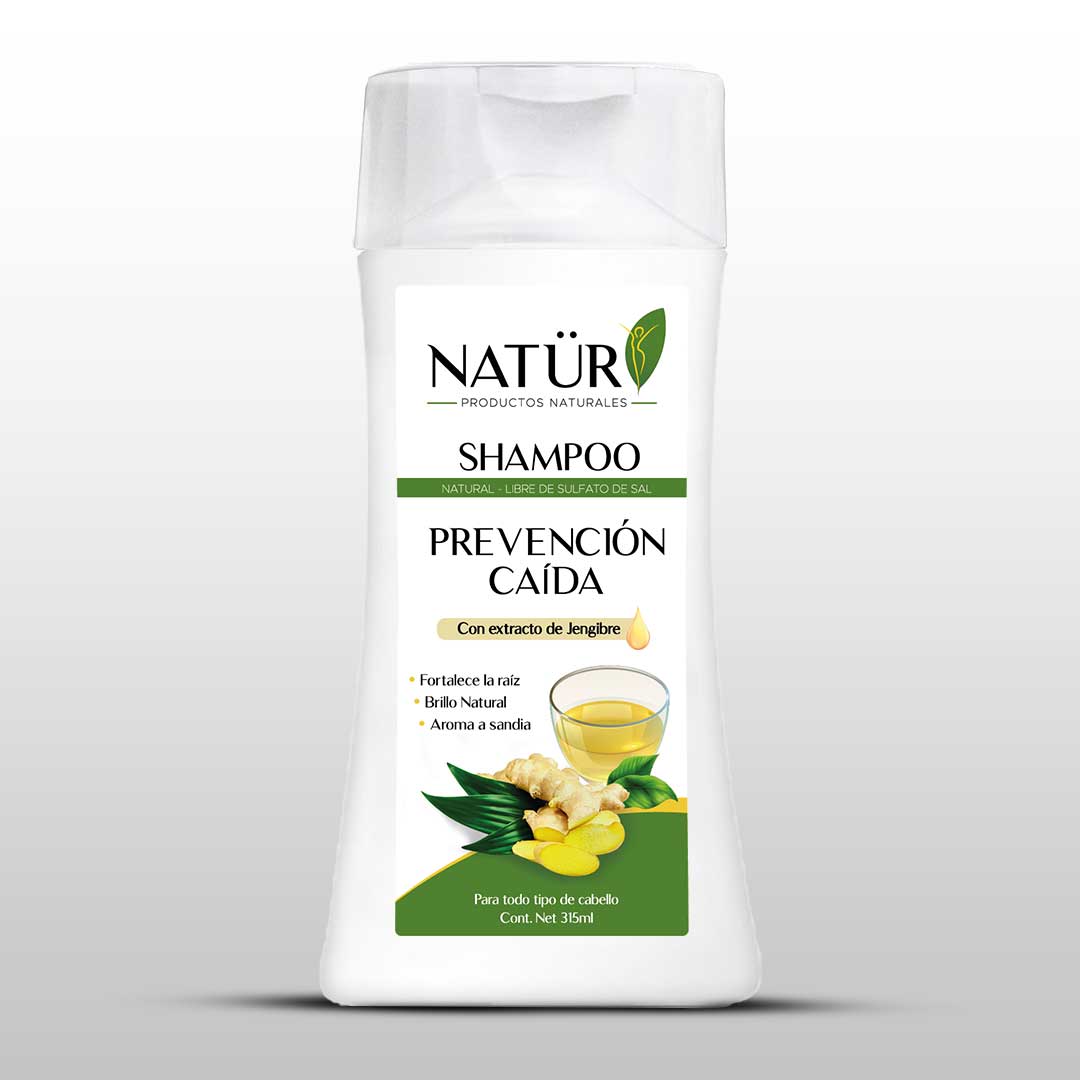 NATÜR
PRODUCTOS NATURALES
SHAMPOO
NATURAL - LIBRE DE SULFATO DE SAL
PREVENCIÓN
CAÍDA
Con extracto de Jengibre
• Fortalece la raíz
• Brillo Natural
• Aroma a sandia
Para todo tipo de cabello
Cont. Net 315ml